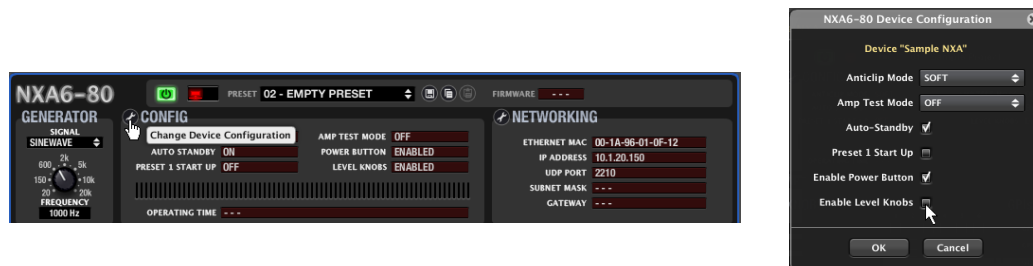 NXA6-80
PRESET 02 - EMPTY PRESET
FIRMWARE ---
GENERATOR
SIGNAL
SINEWAVE
600 2k 5k
150 10k
20 20k
FREQUENCY
1000 Hz
CONFIG
Change Device Configuration
AMP TEST MODE OFF
AUTO STANDBY ON
POWER BUTTON ENABLED
PRESET 1 START UP OFF
LEVEL KNOBS ENABLED
OPERATING TIME ---
NETWORKING
ETHERNET MAC 00-1A-96-01-0F-12
IP ADDRESS 10.1.20.150
UDP PORT 2210
SUBNET MASK ---
GATEWAY ---
NXA6-80 Device Configuration
Device "Sample NXA"
Anticlip Mode SOFT
Amp Test Mode OFF
Auto-Standby
Preset 1 Start Up
Enable Power Button
Enable Level Knobs
OK Cancel